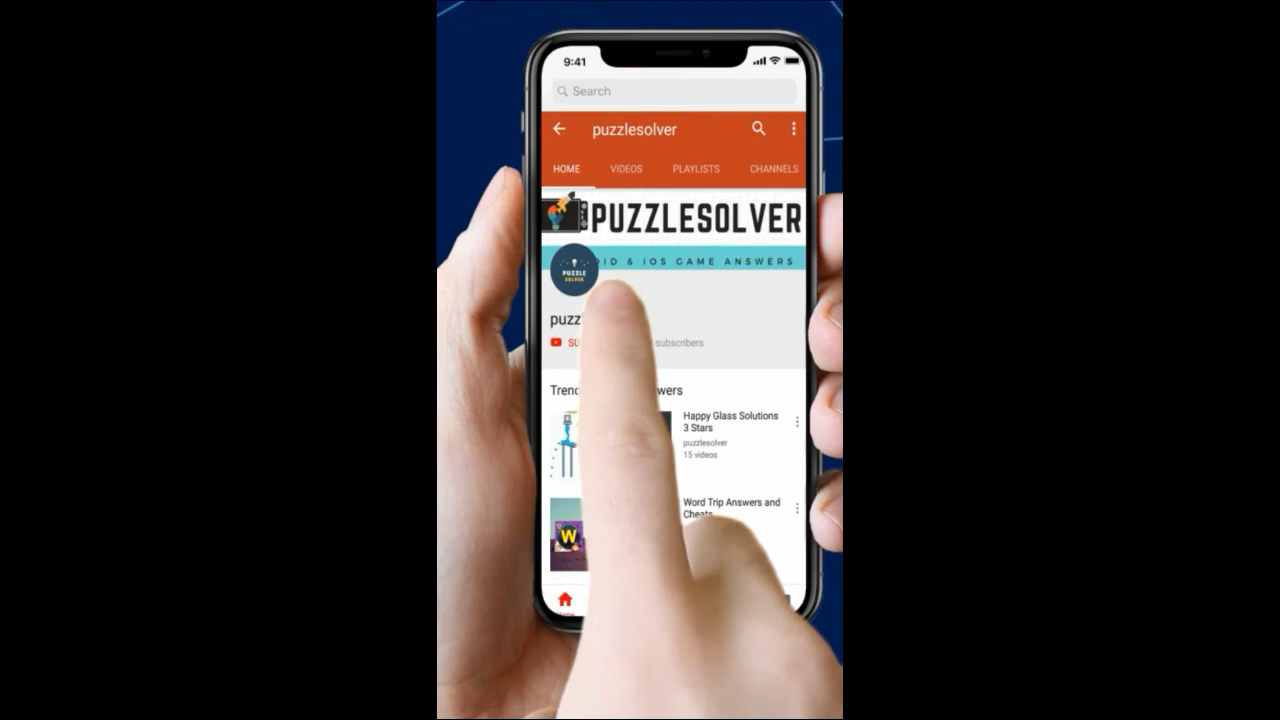 9:41
Search
puzzlesolver
HOME VIDEOS PLAYLISTS CHANNELS
PUZZLESOLVER
ID & IOS GAME ANSWERS
PUZZLE
SOLVER
puzz
subscribers
Tren wers
Happy Glass Solutions
3 Stars
puzzlesolver
15 videos
Word Trip Answers and
Cheats
W